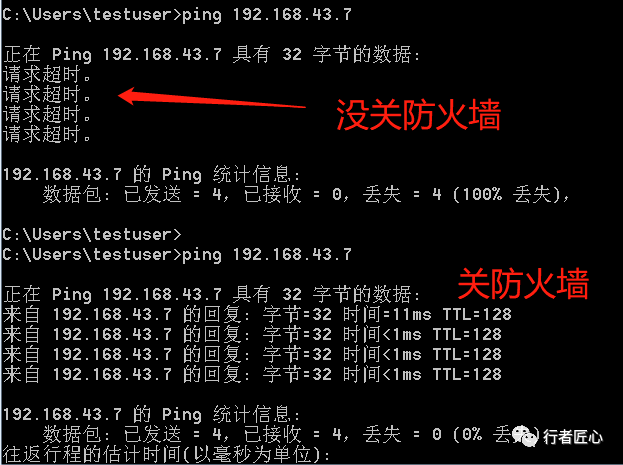 C:\Users\testuser>ping 192.168.43.7
正在 Ping 192.168.43.7 具有 32 字节的数据:
请求超时。
请求超时。
请求超时。
请求超时。
没关防火墙
192.168.43.7 的 Ping 统计信息:
数据包: 已发送 = 4, 已接收 = 0, 丢失 = 4 (100% 丢失),
C:\Users\testuser>
C:\Users\testuser>ping 192.168.43.7
关防火墙
正在 Ping 192.168.43.7 具有 32 字节的数据:
来自 192.168.43.7 的回复: 字节=32 时间=11ms TTL=128
来自 192.168.43.7 的回复: 字节=32 时间<1ms TTL=128
来自 192.168.43.7 的回复: 字节=32 时间<1ms TTL=128
来自 192.168.43.7 的回复: 字节=32 时间<1ms TTL=128
192.168.43.7 的 Ping 统计信息:
数据包: 已发送 = 4, 已接收 = 4, 丢失 = 0 (0% 丢
行者匠心
往返行程的估计时间(以毫秒为单位):